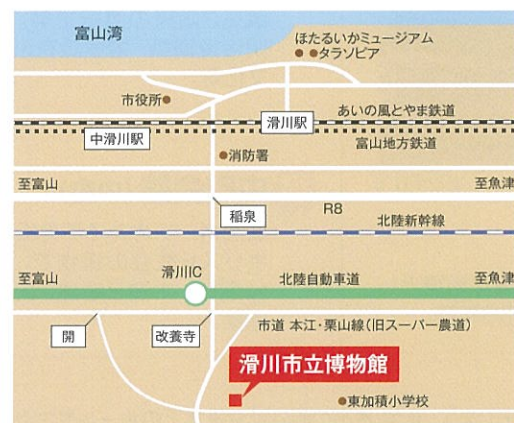 富山湾
ほたるいかミュージアム
タラソピア
市役所
あいの風とやま鉄道
滑川駅
中滑川駅
富山地方鉄道
消防署
至富山
至魚津
稲泉
R8
北陸新幹線
滑川IC
至富山
北陸自動車道
至魚津
市道 本江・栗山線(旧スーパー農道)
開
改養寺
滑川市立博物館
東加積小学校